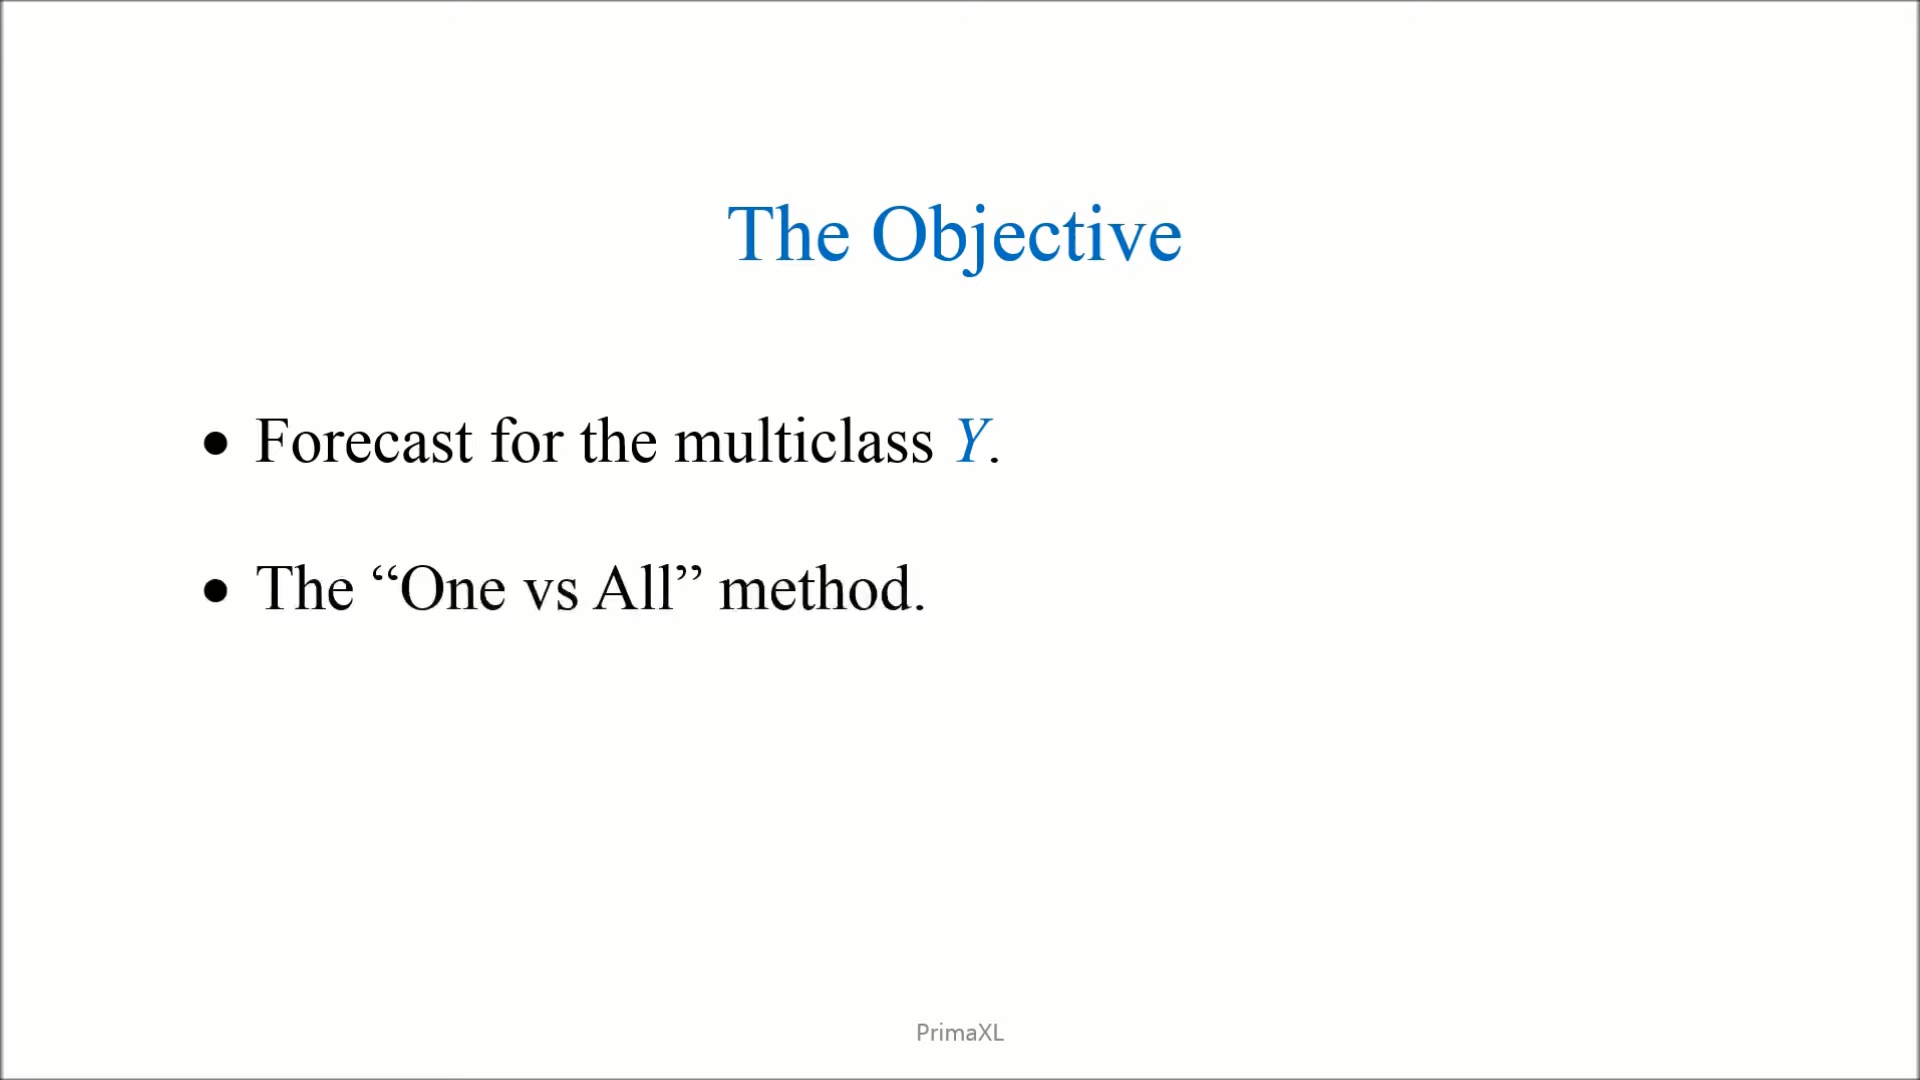 The Objective
• Forecast for the multiclass Y.
• The “One vs All” method.
PrimaXL